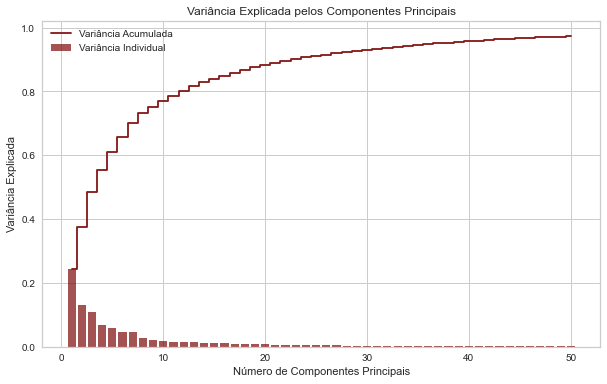 Variância Explicada pelos Componentes Principais
Variância Acumulada
Variância Individual
Variância Explicada
1.0
0.8
0.6
0.4
0.2
0.0
0 10 20 30 40 50
Número de Componentes Principais